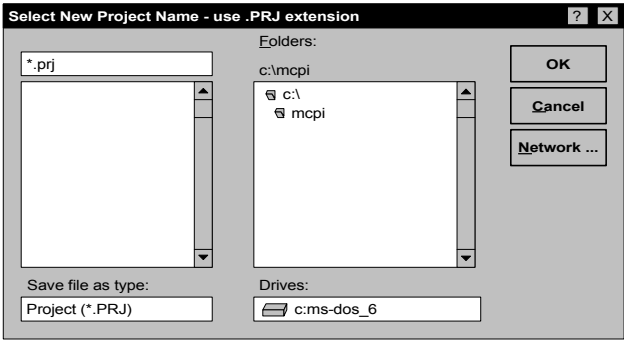 Select New Project Name - use .PRJ extension ? X
Folders:
*.prj
c:\mcpi
c:\
mcpi
OK
Cancel
Network ...
Save file as type:
Project (*.PRJ)
Drives:
c:ms-dos_6